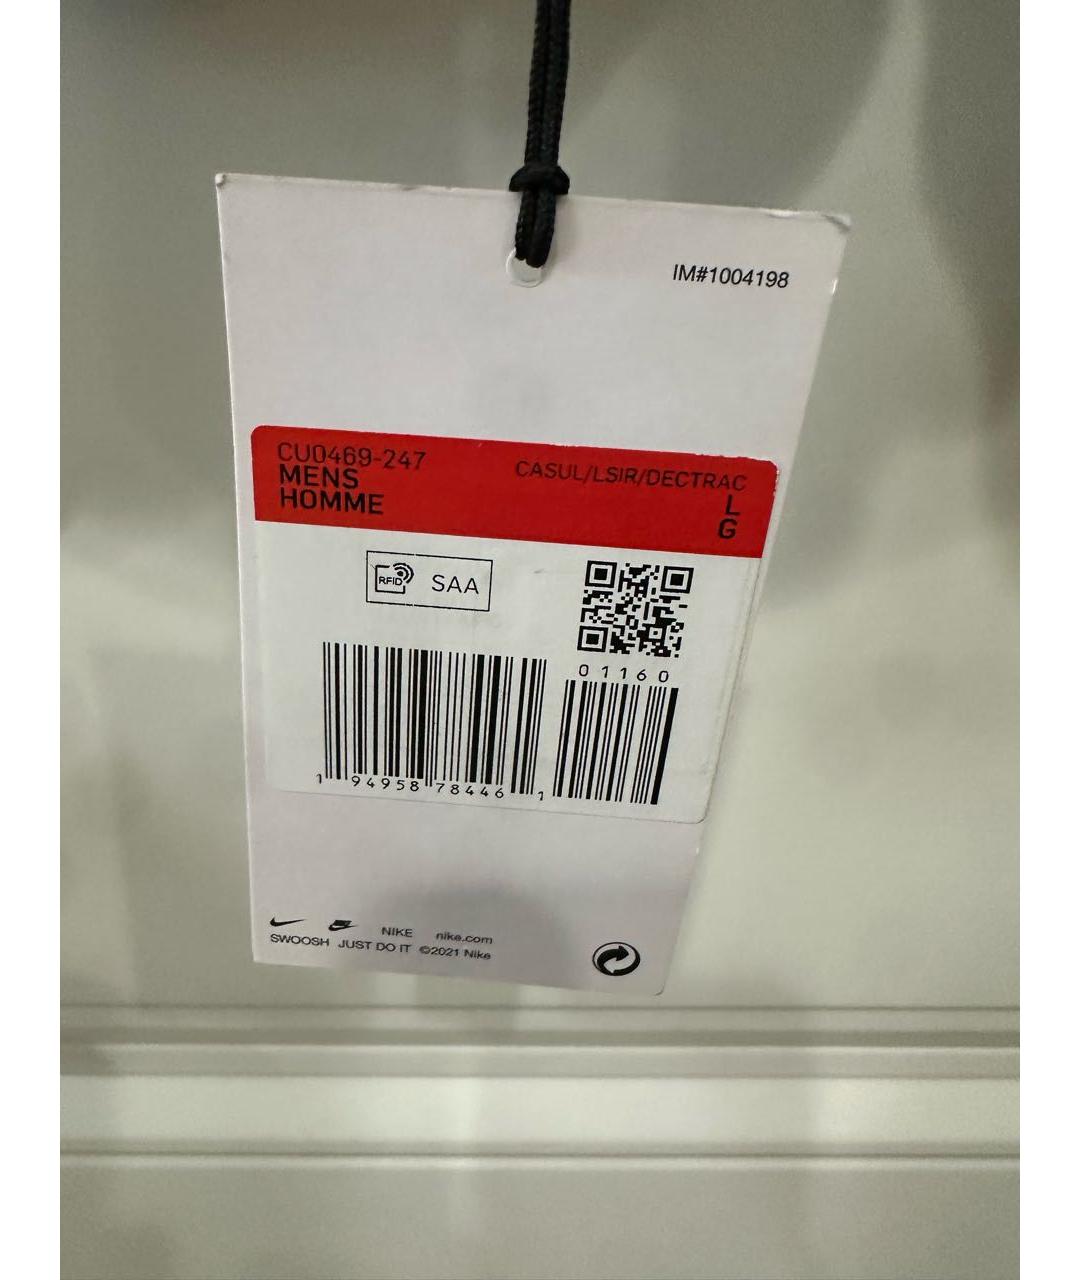 IM#1004198
CU0469-247 CASUL/LSIR/DECTRAC
MENS L
HOMME G
RFID SAA
01160
1 94958 78446 1
NIKE nike.com
SWOOSH JUST DO IT ©2021 Nike